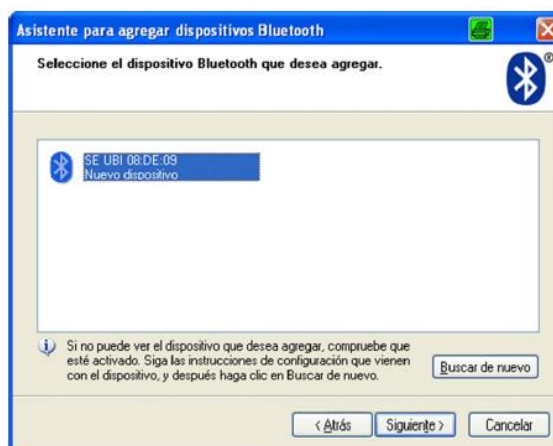 Asistente para agregar dispositivos Bluetooth
Seleccione el dispositivo Bluetooth que desea agregar.
®
SE UBI 08:DE:09
Nuevo dispositivo
Si no puede ver el dispositivo que desea agregar, compruebe que
esté activado. Siga las instrucciones de configuración que vienen
con el dispositivo, y después haga clic en Buscar de nuevo.
Buscar de nuevo
< Atrás
Siguiente >
Cancelar